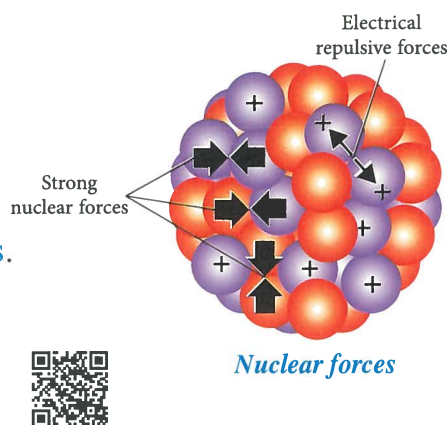 Electrical
repulsive forces
+
+
+
Strong
nuclear forces
+
s.
+
+
+
Nuclear forces